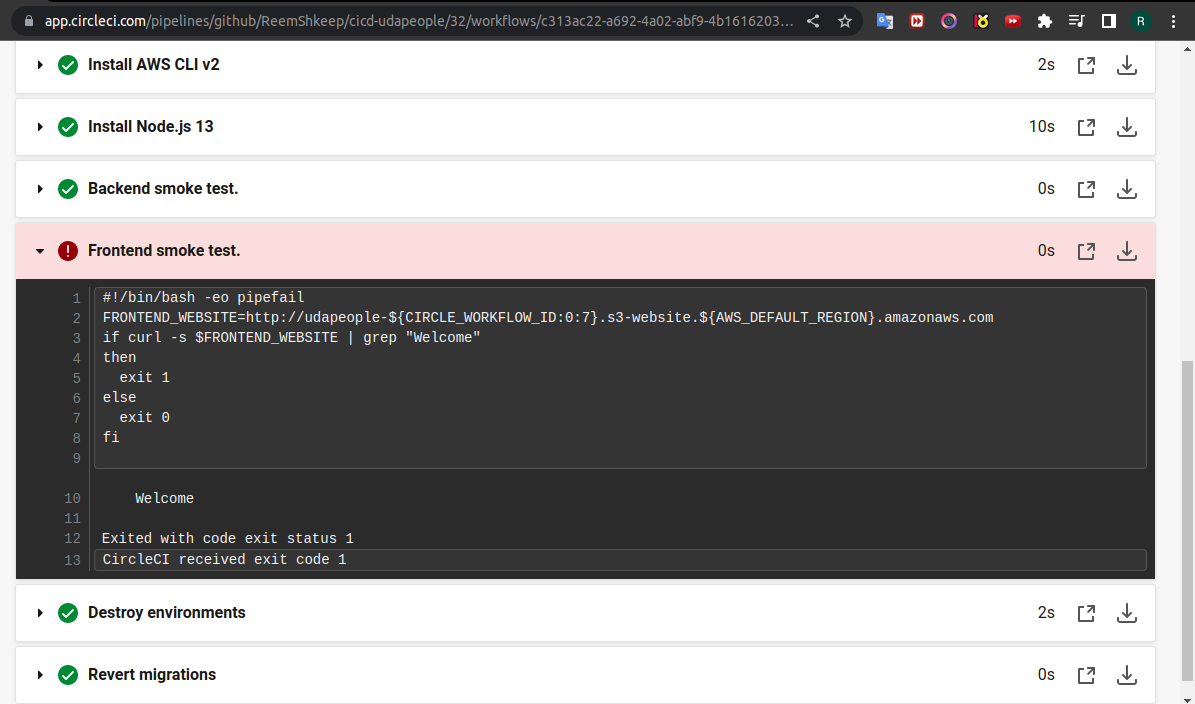 app.circleci.com/pipelines/github/ReemShkeep/cicd-udapeople/32/workflows/c313ac22-a692-4a02-abf9-4b1616203...
R
Install AWS CLI v2 2s
Install Node.js 13 10s
Backend smoke test. 0s
Frontend smoke test. 0s
1 #!/bin/bash -eo pipefail
2 FRONTEND_WEBSITE=http://udapeople-${CIRCLE_WORKFLOW_ID:0:7}.s3-website.${AWS_DEFAULT_REGION}.amazonaws.com
3 if curl -s $FRONTEND_WEBSITE | grep "Welcome"
4 then
5   exit 1
6 else
7   exit 0
8 fi
9
10     Welcome
11
12 Exited with code exit status 1
13 CircleCI received exit code 1
Destroy environments 2s
Revert migrations 0s